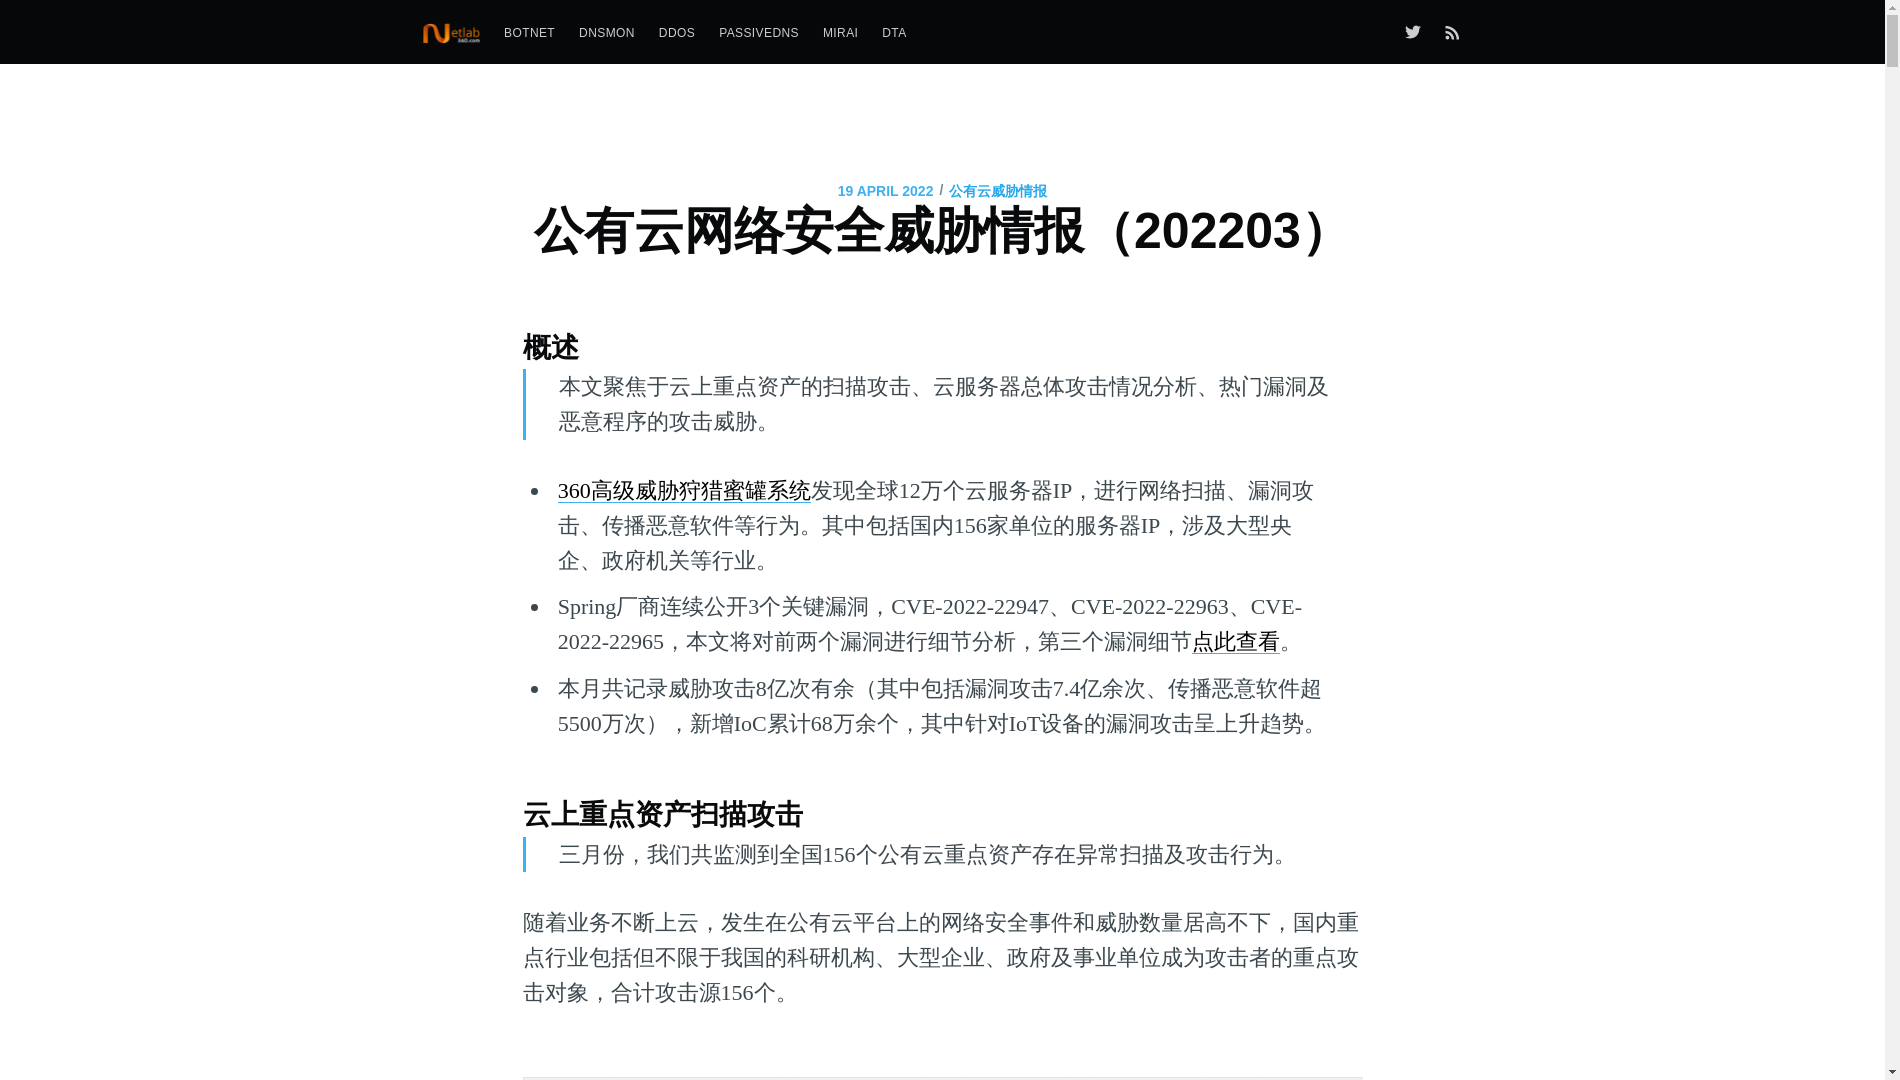 Netlab
360.com
BOTNET
DNSMON
DDOS
PASSIVEDNS
MIRAI
DTA
19 APRIL 2022 / 公有云威胁情报
公有云网络安全威胁情报（202203）
概述
本文聚焦于云上重点资产的扫描攻击、云服务器总体攻击情况分析、热门漏洞及
恶意程序的攻击威胁。
360高级威胁狩猎蜜罐系统发现全球12万个云服务器IP，进行网络扫描、漏洞攻
击、传播恶意软件等行为。其中包括国内156家单位的服务器IP，涉及大型央
企、政府机关等行业。
Spring厂商连续公开3个关键漏洞，CVE-2022-22947、CVE-2022-22963、CVE-
2022-22965，本文将对前两个漏洞进行细节分析，第三个漏洞细节点此查看。
本月共记录威胁攻击8亿次有余（其中包括漏洞攻击7.4亿余次、传播恶意软件超
5500万次），新增IoC累计68万余个，其中针对IoT设备的漏洞攻击呈上升趋势。
云上重点资产扫描攻击
三月份，我们共监测到全国156个公有云重点资产存在异常扫描及攻击行为。
随着业务不断上云，发生在公有云平台上的网络安全事件和威胁数量居高不下，国内重
点行业包括但不限于我国的科研机构、大型企业、政府及事业单位成为攻击者的重点攻
击对象，合计攻击源156个。